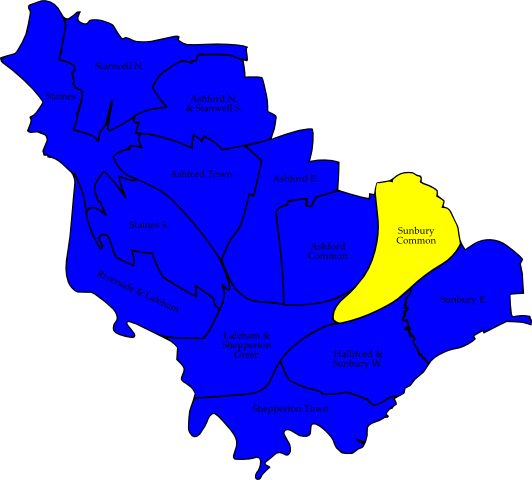 Stanwell N.
Staines
Ashford N.
& Stanwell S.
Ashford Town
Ashford E.
Staines S.
Sunbury
Common
Ashford
Common
Riverside & Laleham
Sunbury E.
Laleham &
Shepperton
Green
Halliford &
Sunbury W.
Shepperton Town